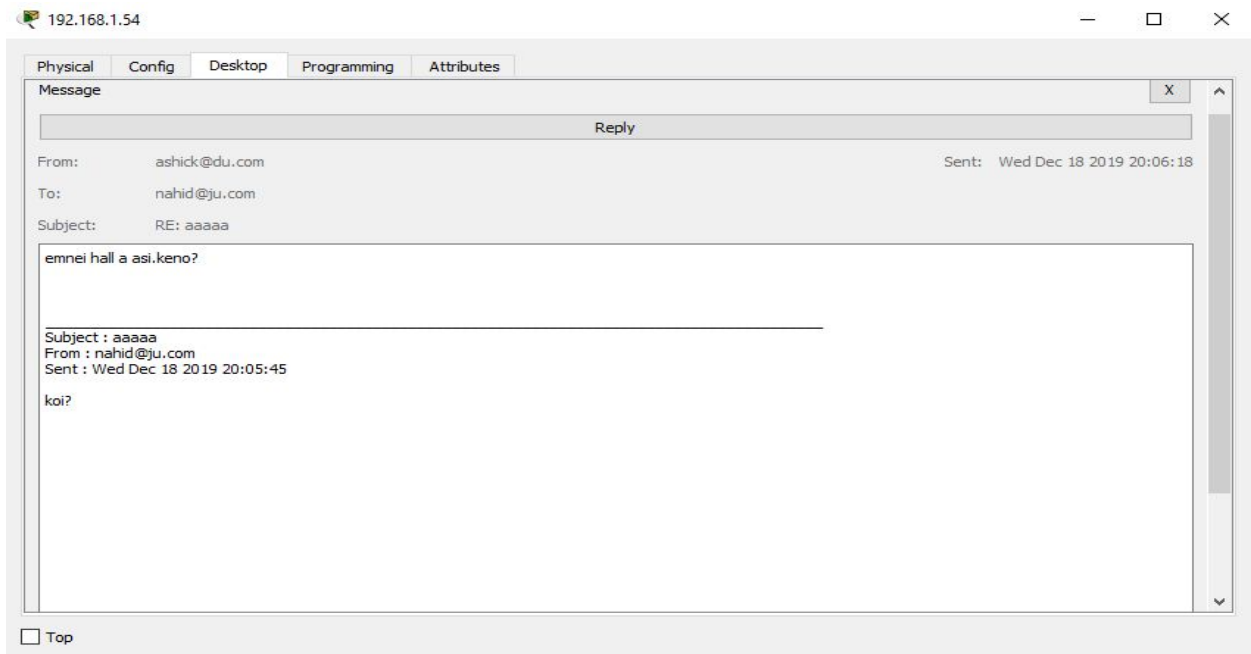 192.168.1.54
Physical Config Desktop Programming Attributes
Message X
Reply
From: ashick@du.com Sent: Wed Dec 18 2019 20:06:18
To: nahid@ju.com
Subject: RE: aaaaa
emnei hall a asi.keno?
Subject : aaaaa
From : nahid@ju.com
Sent : Wed Dec 18 2019 20:05:45
koi?
Top